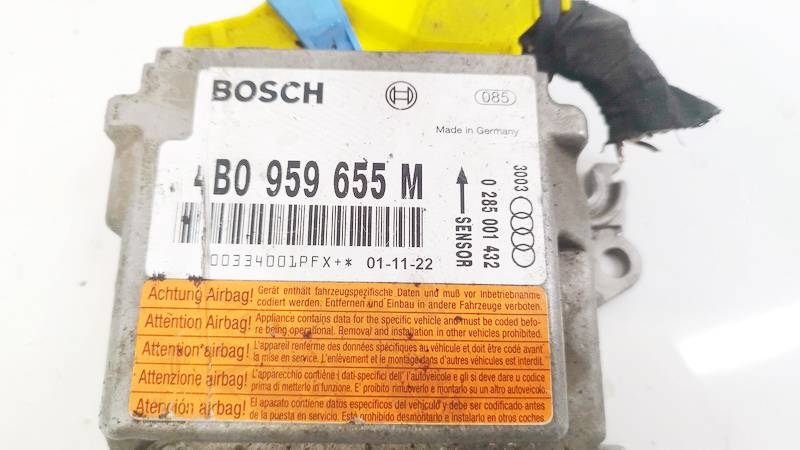 BOSCH
085
Made in Germany
4B0 959 655 M
3003
0 285 001 432
SENSOR
00334001PFX+* 01-11-22
Achtung Airbag! Gerät enthält fahrzeugspezifische Daten und muß vor Inbetriebnahme
codiert werden: Entfernen und Einbau in andere Fahrzeuge verboten.
Attention Airbag! Appliance contains data for the specific vehicle and must be coded befo-
re being operational. Removal and installation in other vehicles prohibited.
Attention airbag! L'appareil renferme des données spécifiques au véhicule et doit être codé avant
la mise en service. L'enlèvement et le montage dans d'autres véhicules est interdit.
Attenzione airbag! L'apparecchio contiene i dati specifici dell' l'autoveicolo e gli si deve dare u codice
prima di metterlo in funzione. E' proibito rimuoverlo e montarlo su un altro autoveicolo.
Atención airbag! El aparato contiene datos especificos del vehículo y debe ser codificado antes
de la puesta en servicio. Esta prohibido desmontarlo e instalarlo en otros coches